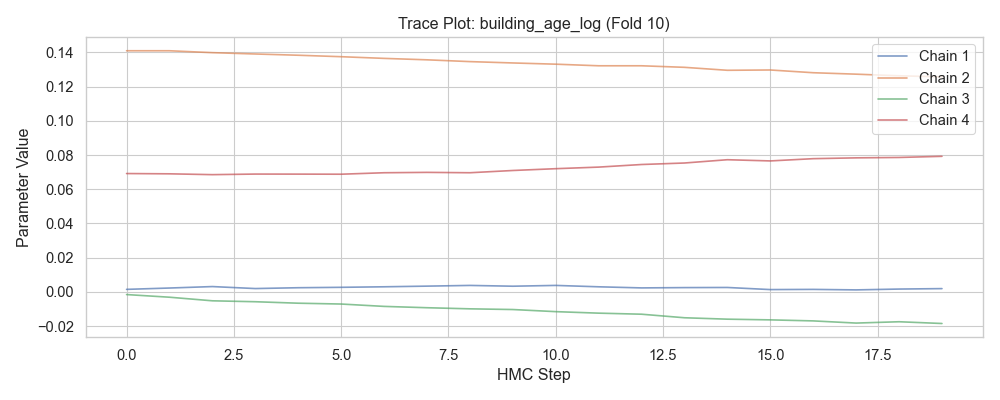 Trace Plot: building_age_log (Fold 10)
Parameter Value
0.14
0.12
0.10
0.08
0.06
0.04
0.02
0.00
−0.02
Chain 1
Chain 2
Chain 3
Chain 4
0.0 2.5 5.0 7.5 10.0 12.5 15.0 17.5
HMC Step